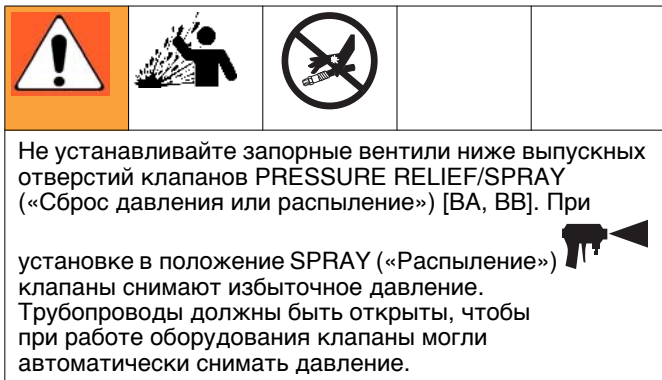 Не устанавливайте запорные вентили ниже выпускных
отверстий клапанов PRESSURE RELIEF/SPRAY
(«Сброс давления или распыление») [BA, BB]. При
установке в положение SPRAY («Распыление»)
клапаны снимают избыточное давление.
Трубопроводы должны быть открыты, чтобы
при работе оборудования клапаны могли
автоматически снимать давление.